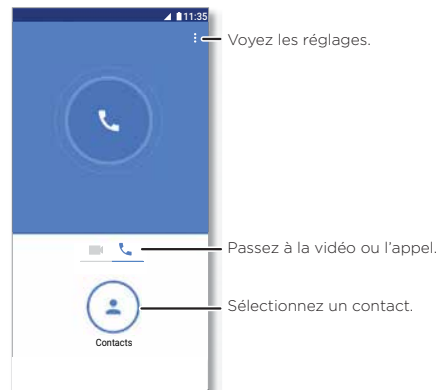 11:35
Voyez les réglages.
Passez à la vidéo ou l'appel.
Sélectionnez un contact.
Contacts